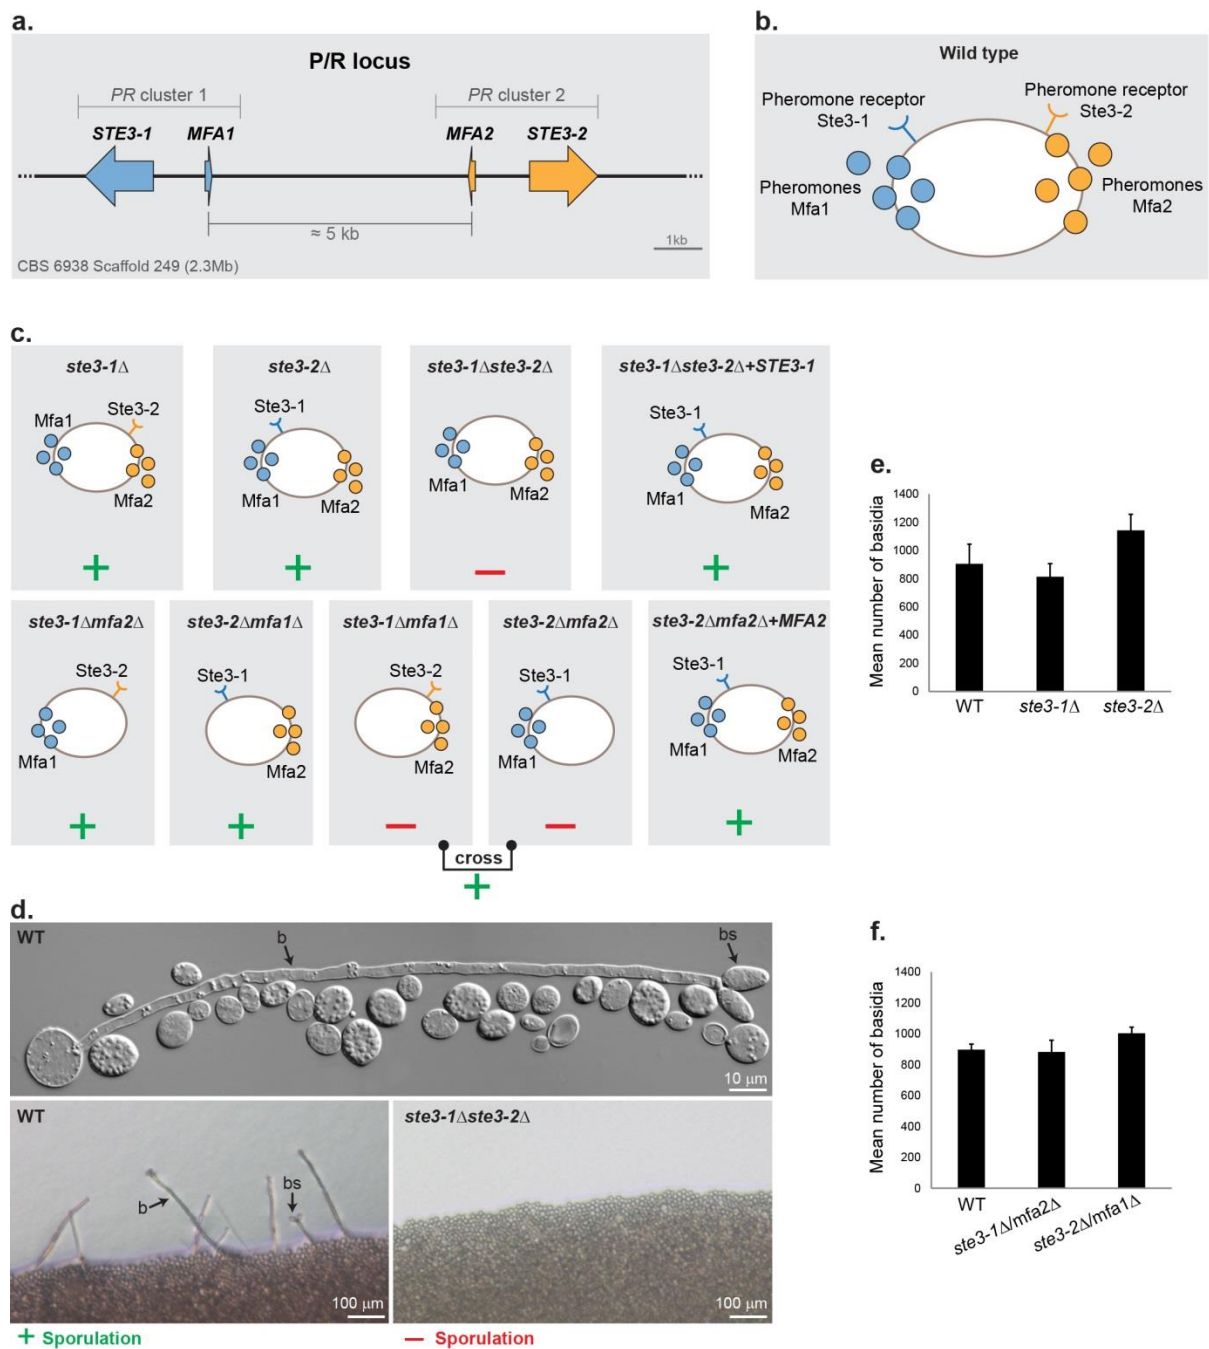 a.
P/R locus
PR cluster 1
PR cluster 2
STE3-1 MFA1 MFA2 STE3-2
≈ 5 kb
1kb
CBS 6938 Scaffold 249 (2.3Mb)
b.
Wild type
Pheromone receptor
Ste3-1
Pheromone receptor
Ste3-2
Pheromones
Mfa1
Pheromones
Mfa2
c.
ste3-1Δ
Mfa1
Ste3-2
Mfa2
+
ste3-2Δ
Ste3-1
Mfa1
Mfa2
+
ste3-1Δste3-2Δ
Mfa1
Mfa2
−
ste3-1Δste3-2Δ+STE3-1
Ste3-1
Mfa1
Mfa2
+
ste3-1Δmfa2Δ
Ste3-2
Mfa1
+
ste3-2Δmfa1Δ
Ste3-1
Mfa2
+
ste3-1Δmfa1Δ
Ste3-2
Mfa2
−
ste3-2Δmfa2Δ
Ste3-1
Mfa1
−
ste3-2Δmfa2Δ+MFA2
Ste3-1
Mfa1
Mfa2
+
cross
+
d.
WT
b
bs
10 μm
WT
b
bs
100 μm
ste3-1Δste3-2Δ
100 μm
+ Sporulation
− Sporulation
e.
Mean number of basidia
1400
1200
1000
800
600
400
200
0
WT ste3-1Δ ste3-2Δ
f.
Mean number of basidia
1400
1200
1000
800
600
400
200
0
WT
ste3-1Δ/mfa2Δ
ste3-2Δ/mfa1Δ